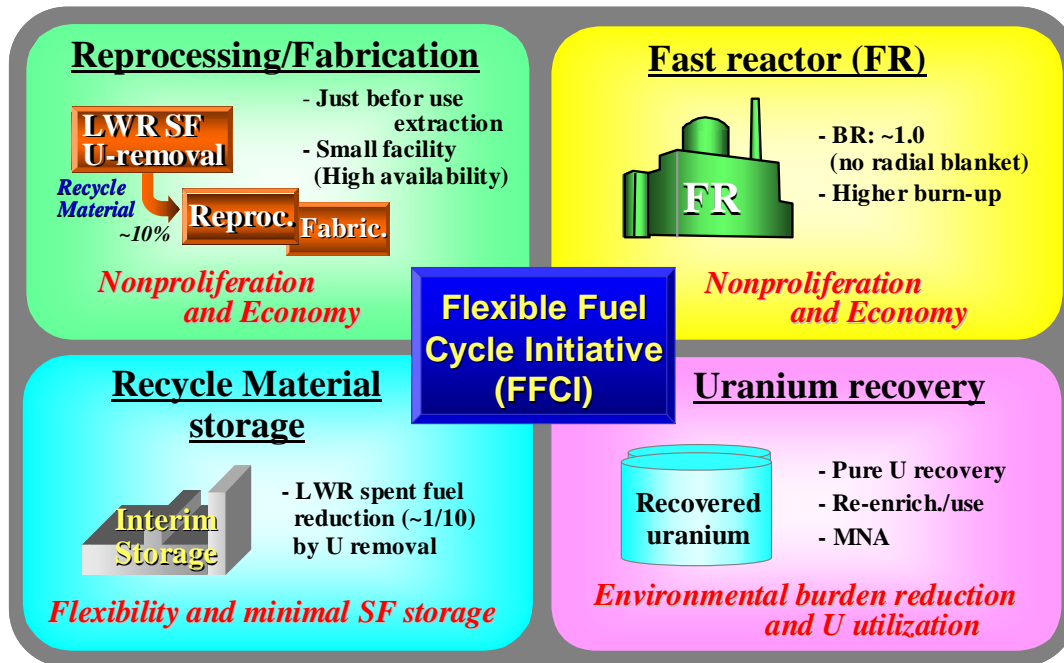 Reprocessing/Fabrication
LWR SF
U-removal
Recycle
Material
~10%
Reproc.
Fabric.
- Just befor use
extraction
- Small facility
(High availability)
Nonproliferation
and Economy
Fast reactor (FR)
FR
- BR: ~1.0
(no radial blanket)
- Higher burn-up
Nonproliferation
and Economy
Flexible Fuel
Cycle Initiative
(FFCI)
Recycle Material
storage
Interim
Storage
- LWR spent fuel
reduction (~1/10)
by U removal
Flexibility and minimal SF storage
Uranium recovery
Recovered
uranium
- Pure U recovery
- Re-enrich./use
- MNA
Environmental burden reduction
and U utilization